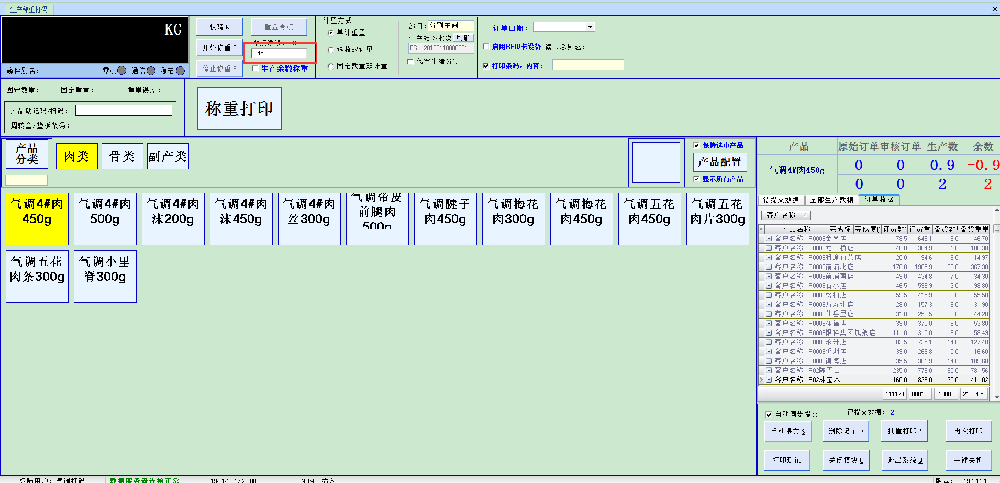 生产称重打码
KG
磅秤别名：
零点 通信 稳定
校磅 K
重置零点
开始称重 B
零点漂移： 0
0.45
停止称重 E
生产余数称重
计量方式
单计重量
选数双计量
固定数量双计量
部门： 分割车间
生产领料批次 刷新
FGLL20190118000001
代宰生猪分割
订单日期：
启用RFID卡设备 读卡器别名：
打印条码，内容：
固定数量： 固定重量： 重量误差：
产品助记码/扫码：
周转盒/垫板条码：
称重打印
产品
分类
肉类
骨类
副产类
保持选中产品
产品配置
显示所有产品
气调4#肉
450g
气调4#肉
500g
气调4#肉
沫200g
气调4#肉
沫450g
气调4#肉
丝300g
气调带皮
前腿肉
500g
气调腱子
肉450g
气调梅花
肉300g
气调梅花
肉450g
气调五花
肉450g
气调五花
肉片300g
气调五花
肉条300g
气调小里
脊300g
产品 原始订单 审核订单 生产数 余数
气调4#肉450g
0 0 0.9 -0.9
0 0 2 -2
待提交数据 全部生产数据 订单数据
客户名称
产品名称 完成标 完成度( 订货数 订货重 备货数 备货重量
客户名称 : R0006金尚店 78.5 648.1 8.0 46.70
客户名称 : R0006龙山桥店 40.0 364.9 21.0 180.30
客户名称 : R0006潘涂直营店 20.0 94.6 8.0 14.97
客户名称 : R0006前埔北店 178.0 1905.9 30.0 367.30
客户名称 : R0006前埔南店 49.0 434.8 7.0 34.30
客户名称 : R0006石亭店 46.5 598.9 13.0 98.80
客户名称 : R0006松柏店 59.5 415.9 9.0 55.50
客户名称 : R0006万寿北店 28.0 157.3 8.0 31.90
客户名称 : R0006仙岳里店 31.0 250.5 6.0 44.20
客户名称 : R0006祥福店 39.0 370.0 8.0 53.80
客户名称 : R0006银祥集团旗舰店 111.0 315.0 9.0 58.49
客户名称 : R0006永升店 83.5 725.1 14.0 127.40
客户名称 : R0006禹洲店 39.0 266.8 5.0 16.60
客户名称 : R0006镇海店 35.5 301.9 14.0 109.60
客户名称 : R02陈青山 235.0 776.0 60.0 781.56
客户名称 : R02林宝木 160.0 828.0 30.0 411.02
11117.( 88819. 1908.0 21804.59
自动同步提交 已提交数据： 2
手动提交 S
删除记录 D
批量打印P
再次打印
打印测试
关闭模块 C
退出系统 Q
一键关机
登陆用户：气调打码 数据服务器连接正常 2019-01-18 17:22:08 NUM 插入 版本：2019.1.11.1